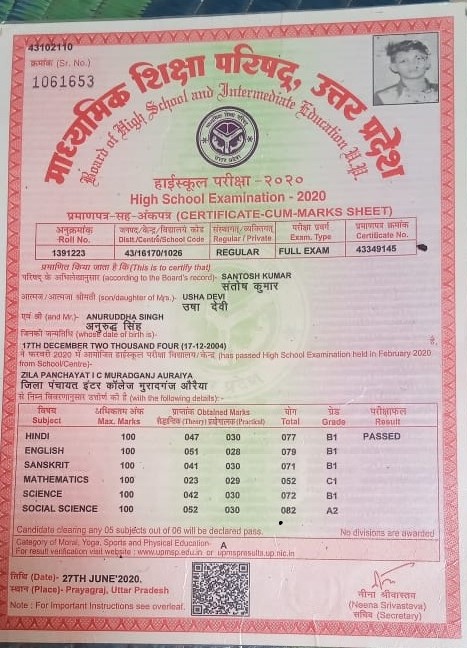 43102110
क्रमांक (Sr. No.)
1061653
माध्यमिक शिक्षा परिषद्, उत्तर प्रदेश
Board of High School and Intermediate Education U.P.
हाईस्कूल परीक्षा -२०२०
High School Examination - 2020
प्रमाणपत्र-सह-अंकपत्र (CERTIFICATE-CUM-MARKS SHEET)
अनुक्रमांक जनपद/केन्द्र/विद्यालय कोड संस्थागत/व्यक्तिगत परीक्षा प्रकार प्रमाणपत्र क्रमांक
Roll No. Distt./Centre/School Code Regular / Private Exam. Type Certificate No.
1391223 43/16170/1026 REGULAR FULL EXAM 43349145
प्रमाणित किया जाता है कि(This is to certify that)
परिषद् के अभिलेखानुसार (according to the Board's record)- SANTOSH KUMAR
संतोष कुमार
आत्मज/आत्मजा श्रीमती (son/daughter of Mrs.)- USHA DEVI
उषा देवी
एवं श्री (and Mr.)- ANURUDDHA SINGH
अनुरुद्ध सिंह
जिनकी जन्मतिथि (whose date of birth is)-
17TH DECEMBER TWO THOUSAND FOUR (17-12-2004) है,
ने फरवरी 2020 में आयोजित हाईस्कूल परीक्षा विद्यालय/ केन्द्र (has passed High School Examination held in February 2020
from School/Centre)-
ZILA PANCHAYAT I C MURADGANJ AURAIYA
जिला पंचायत इंटर कॉलेज मुरादगंज औरैया
से निम्न विवरणानुसार उत्तीर्ण की है (with the following details):-
विषय अधिकतम अंक प्राप्तांक Obtained Marks योग ग्रेड परीक्षाफल
Subject Max. Marks सैद्धान्तिक (Theory) प्रयोगात्मक (Practical) Total Grade Result
HINDI 100 047 030 077 B1 PASSED
ENGLISH 100 051 028 079 B1
SANSKRIT 100 041 030 071 B1
MATHEMATICS 100 023 029 052 C1
SCIENCE 100 042 030 072 B1
SOCIAL SCIENCE 100 052 030 082 A2
Candidate clearing any 05 subjects out of 06 will be declared pass. No divisions are awarded
Category of Moral, Yoga, Sports and Physical Education- A
For result verification visit website : www.upmsp.edu.in or upmspresults.up.nic.in
तिथि (Date)- 27TH JUNE'2020.
स्थान (Place)- Prayagraj, Uttar Pradesh
Note : For Important Instructions see overleaf.
नीना श्रीवास्तव
(Neena Srivastava)
सचिव (Secretary)